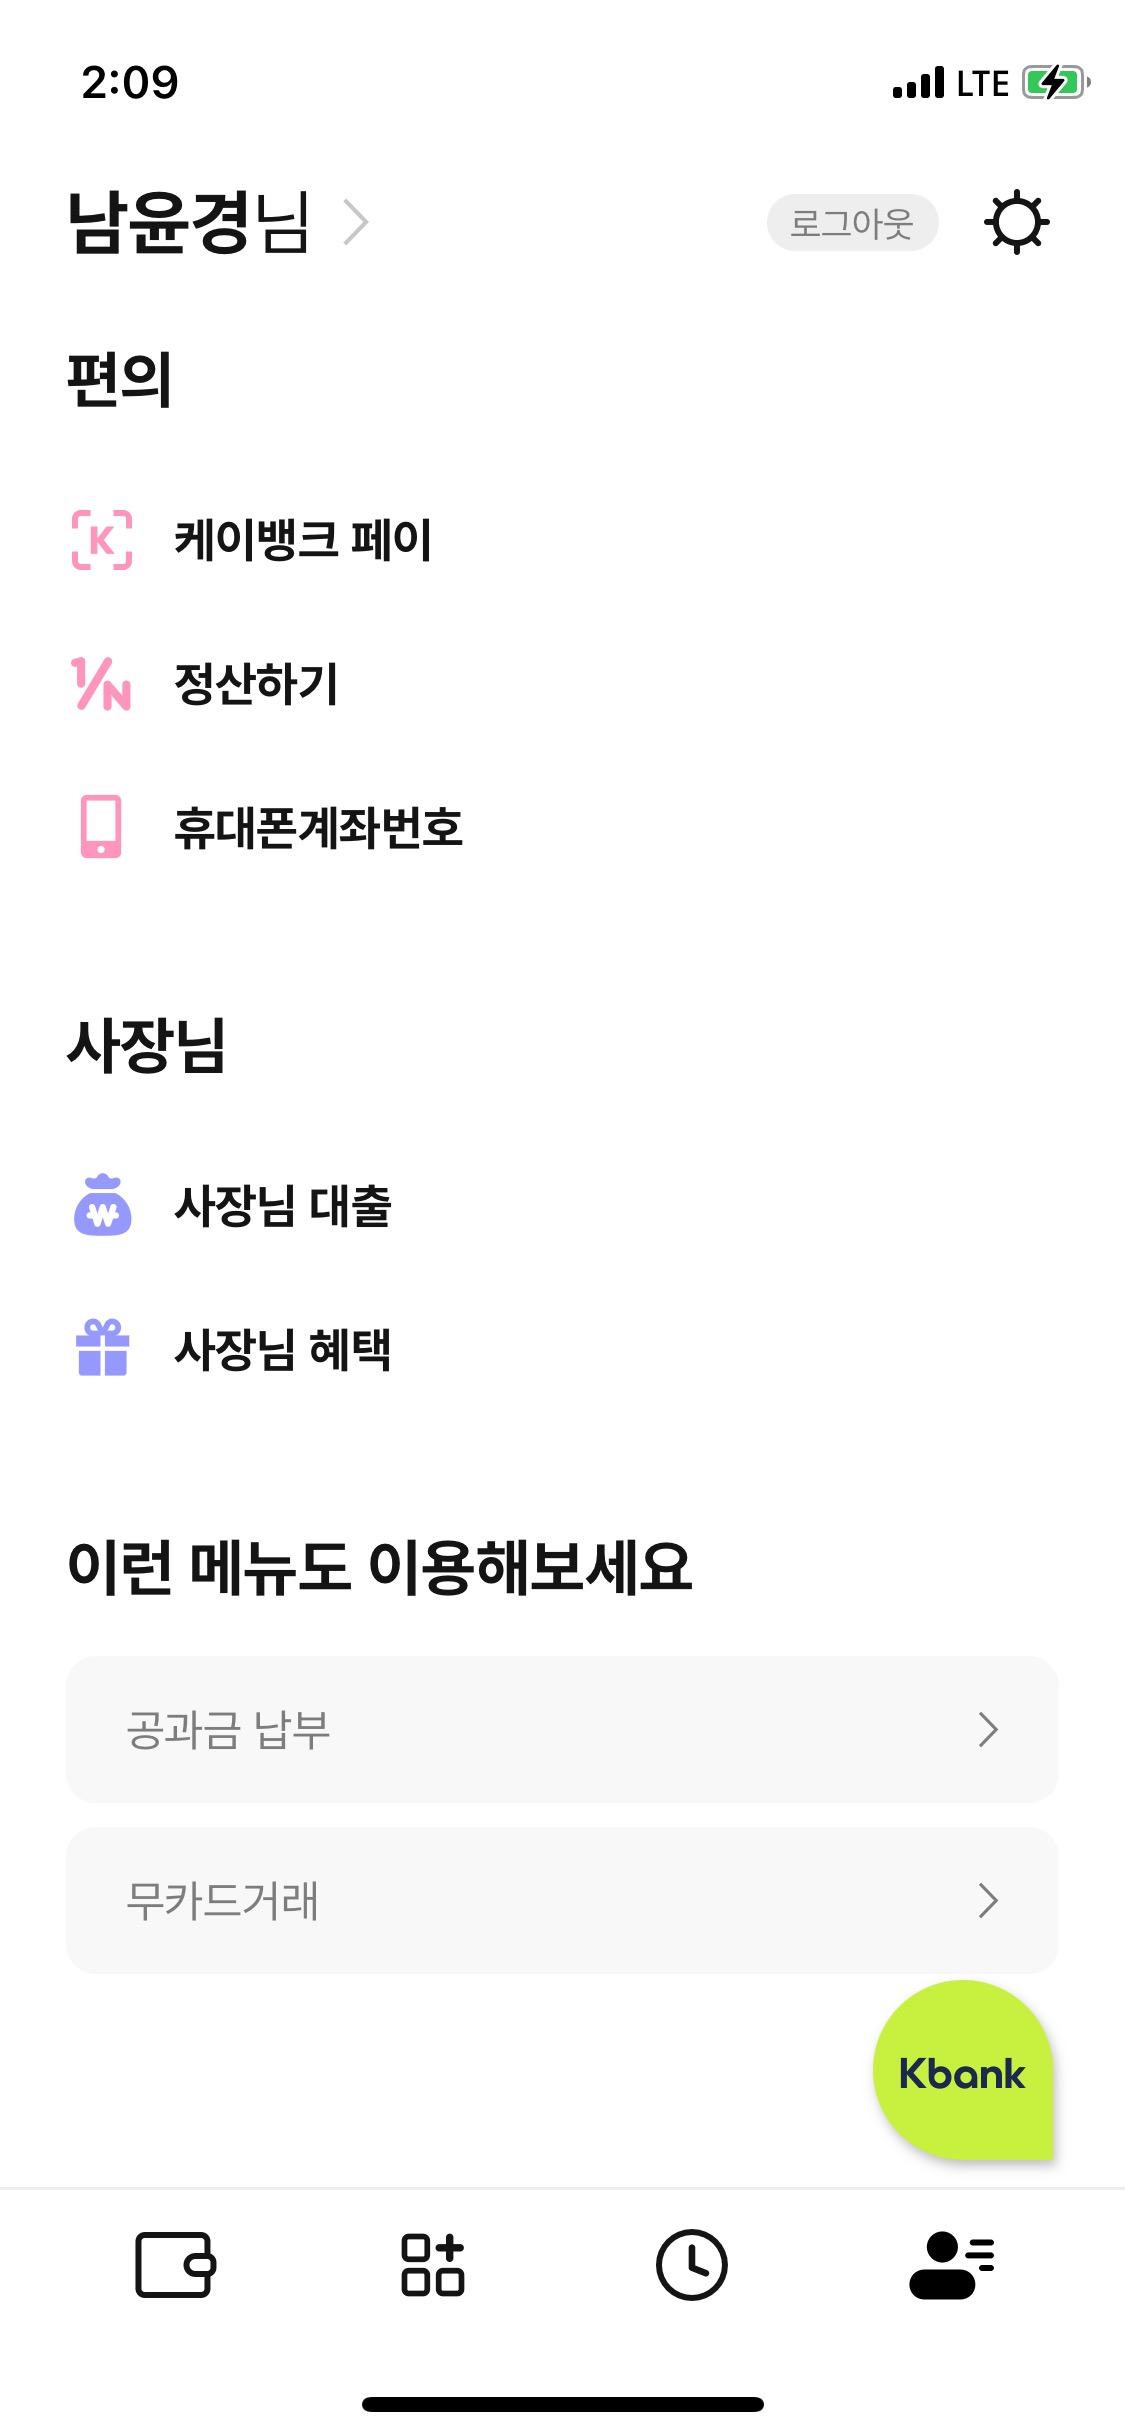 2:09 LTE
남윤경님 로그아웃
편의
K 케이뱅크 페이
1/N 정산하기
휴대폰계좌번호
사장님
₩ 사장님 대출
사장님 혜택
이런 메뉴도 이용해보세요
공과금 납부
무카드거래
Kbank